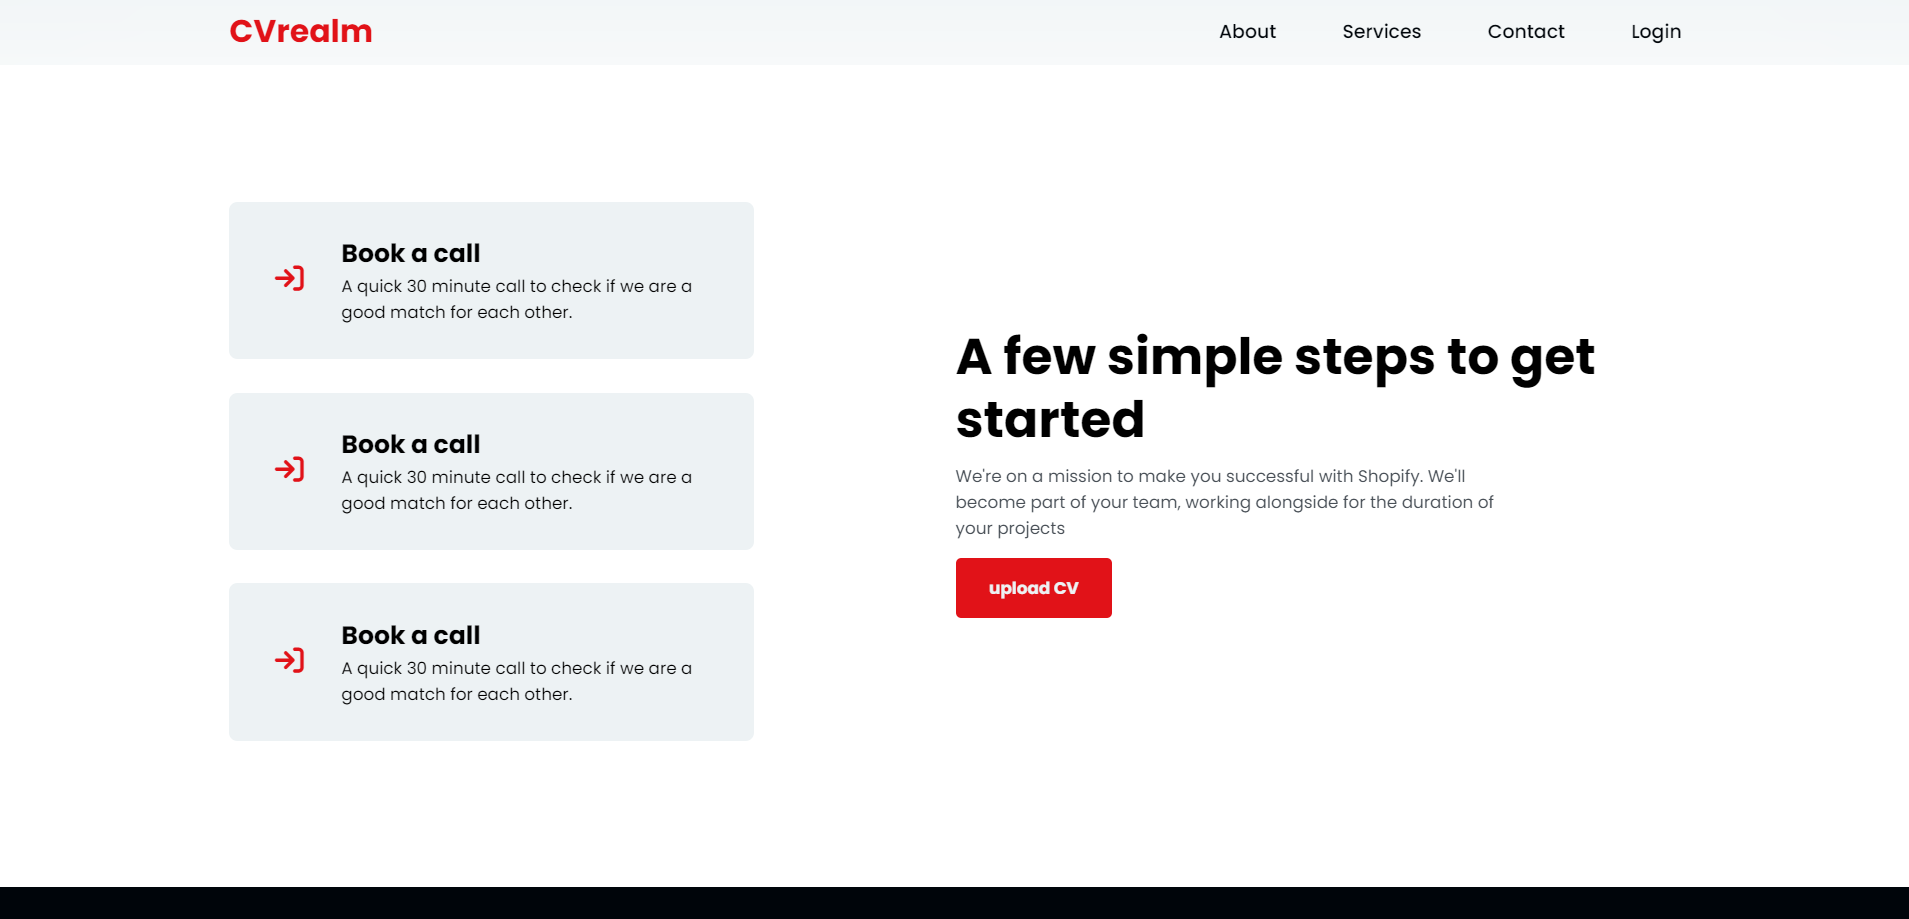 CVrealm
About Services Contact Login
Book a call
A quick 30 minute call to check if we are a
good match for each other.
Book a call
A quick 30 minute call to check if we are a
good match for each other.
Book a call
A quick 30 minute call to check if we are a
good match for each other.
A few simple steps to get
started
We're on a mission to make you successful with Shopify. We'll
become part of your team, working alongside for the duration of
your projects
upload CV